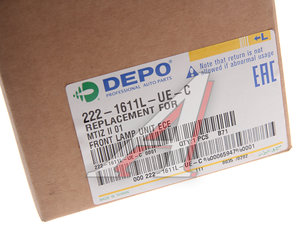 ←L
DEPO
PROFESSIONAL AUTO PARTS
Note that return is not
allowed if abnormal usage
EAC
222-1611L-UE-C
REPLACEMENT FOR
MTIZ II 01
FRONT LAMP UNIT ECE
QTY:1 PCS B71